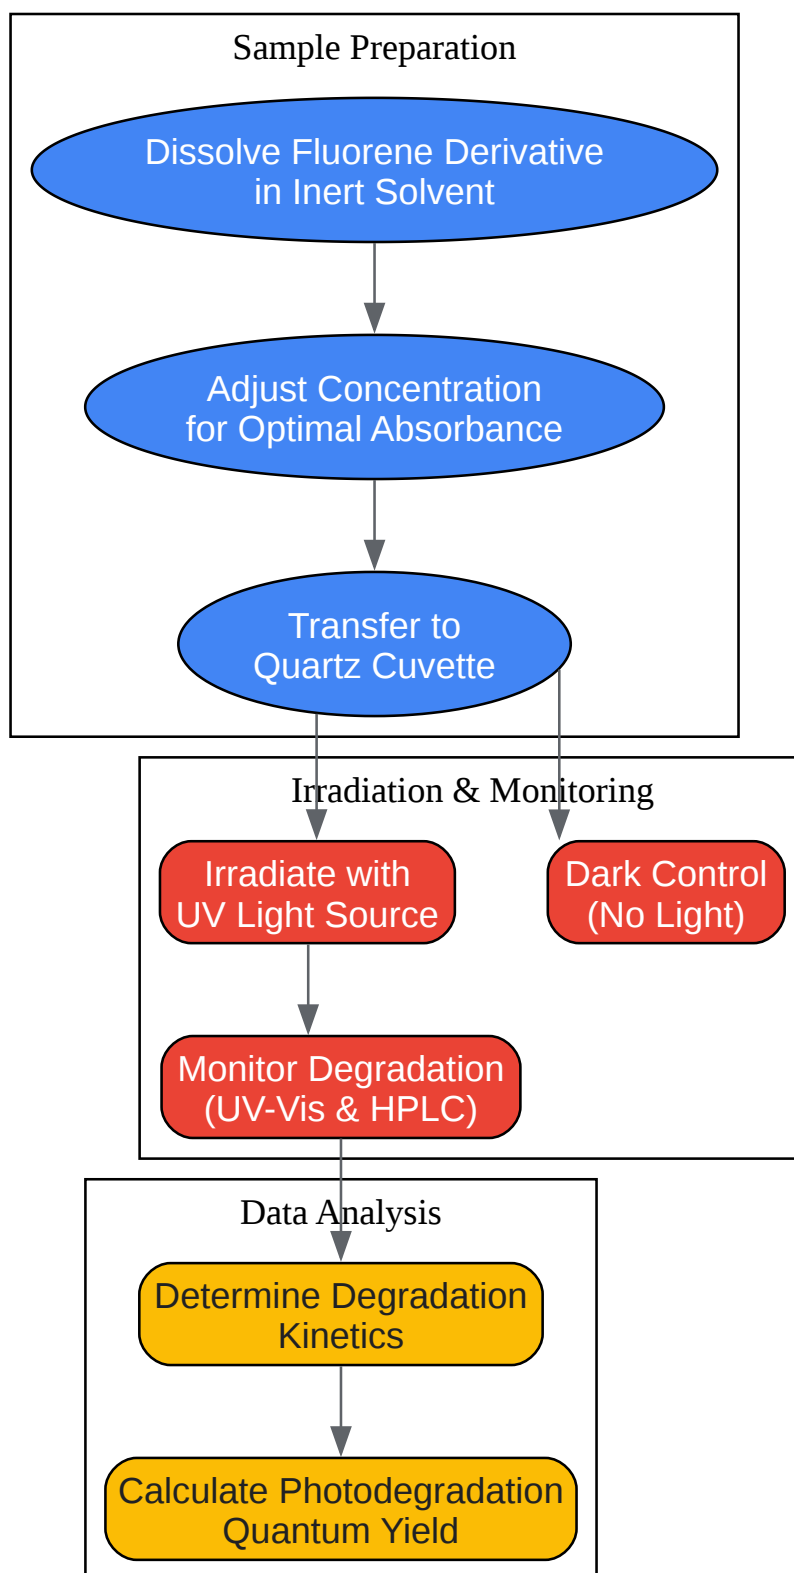 Sample Preparation
Dissolve Fluorene Derivative
in Inert Solvent
Adjust Concentration
for Optimal Absorbance
Transfer to
Quartz Cuvette
Irradiation & Monitoring
Irradiate with
UV Light Source
Dark Control
(No Light)
Monitor Degradation
(UV-Vis & HPLC)
Data Analysis
Determine Degradation
Kinetics
Calculate Photodegradation
Quantum Yield